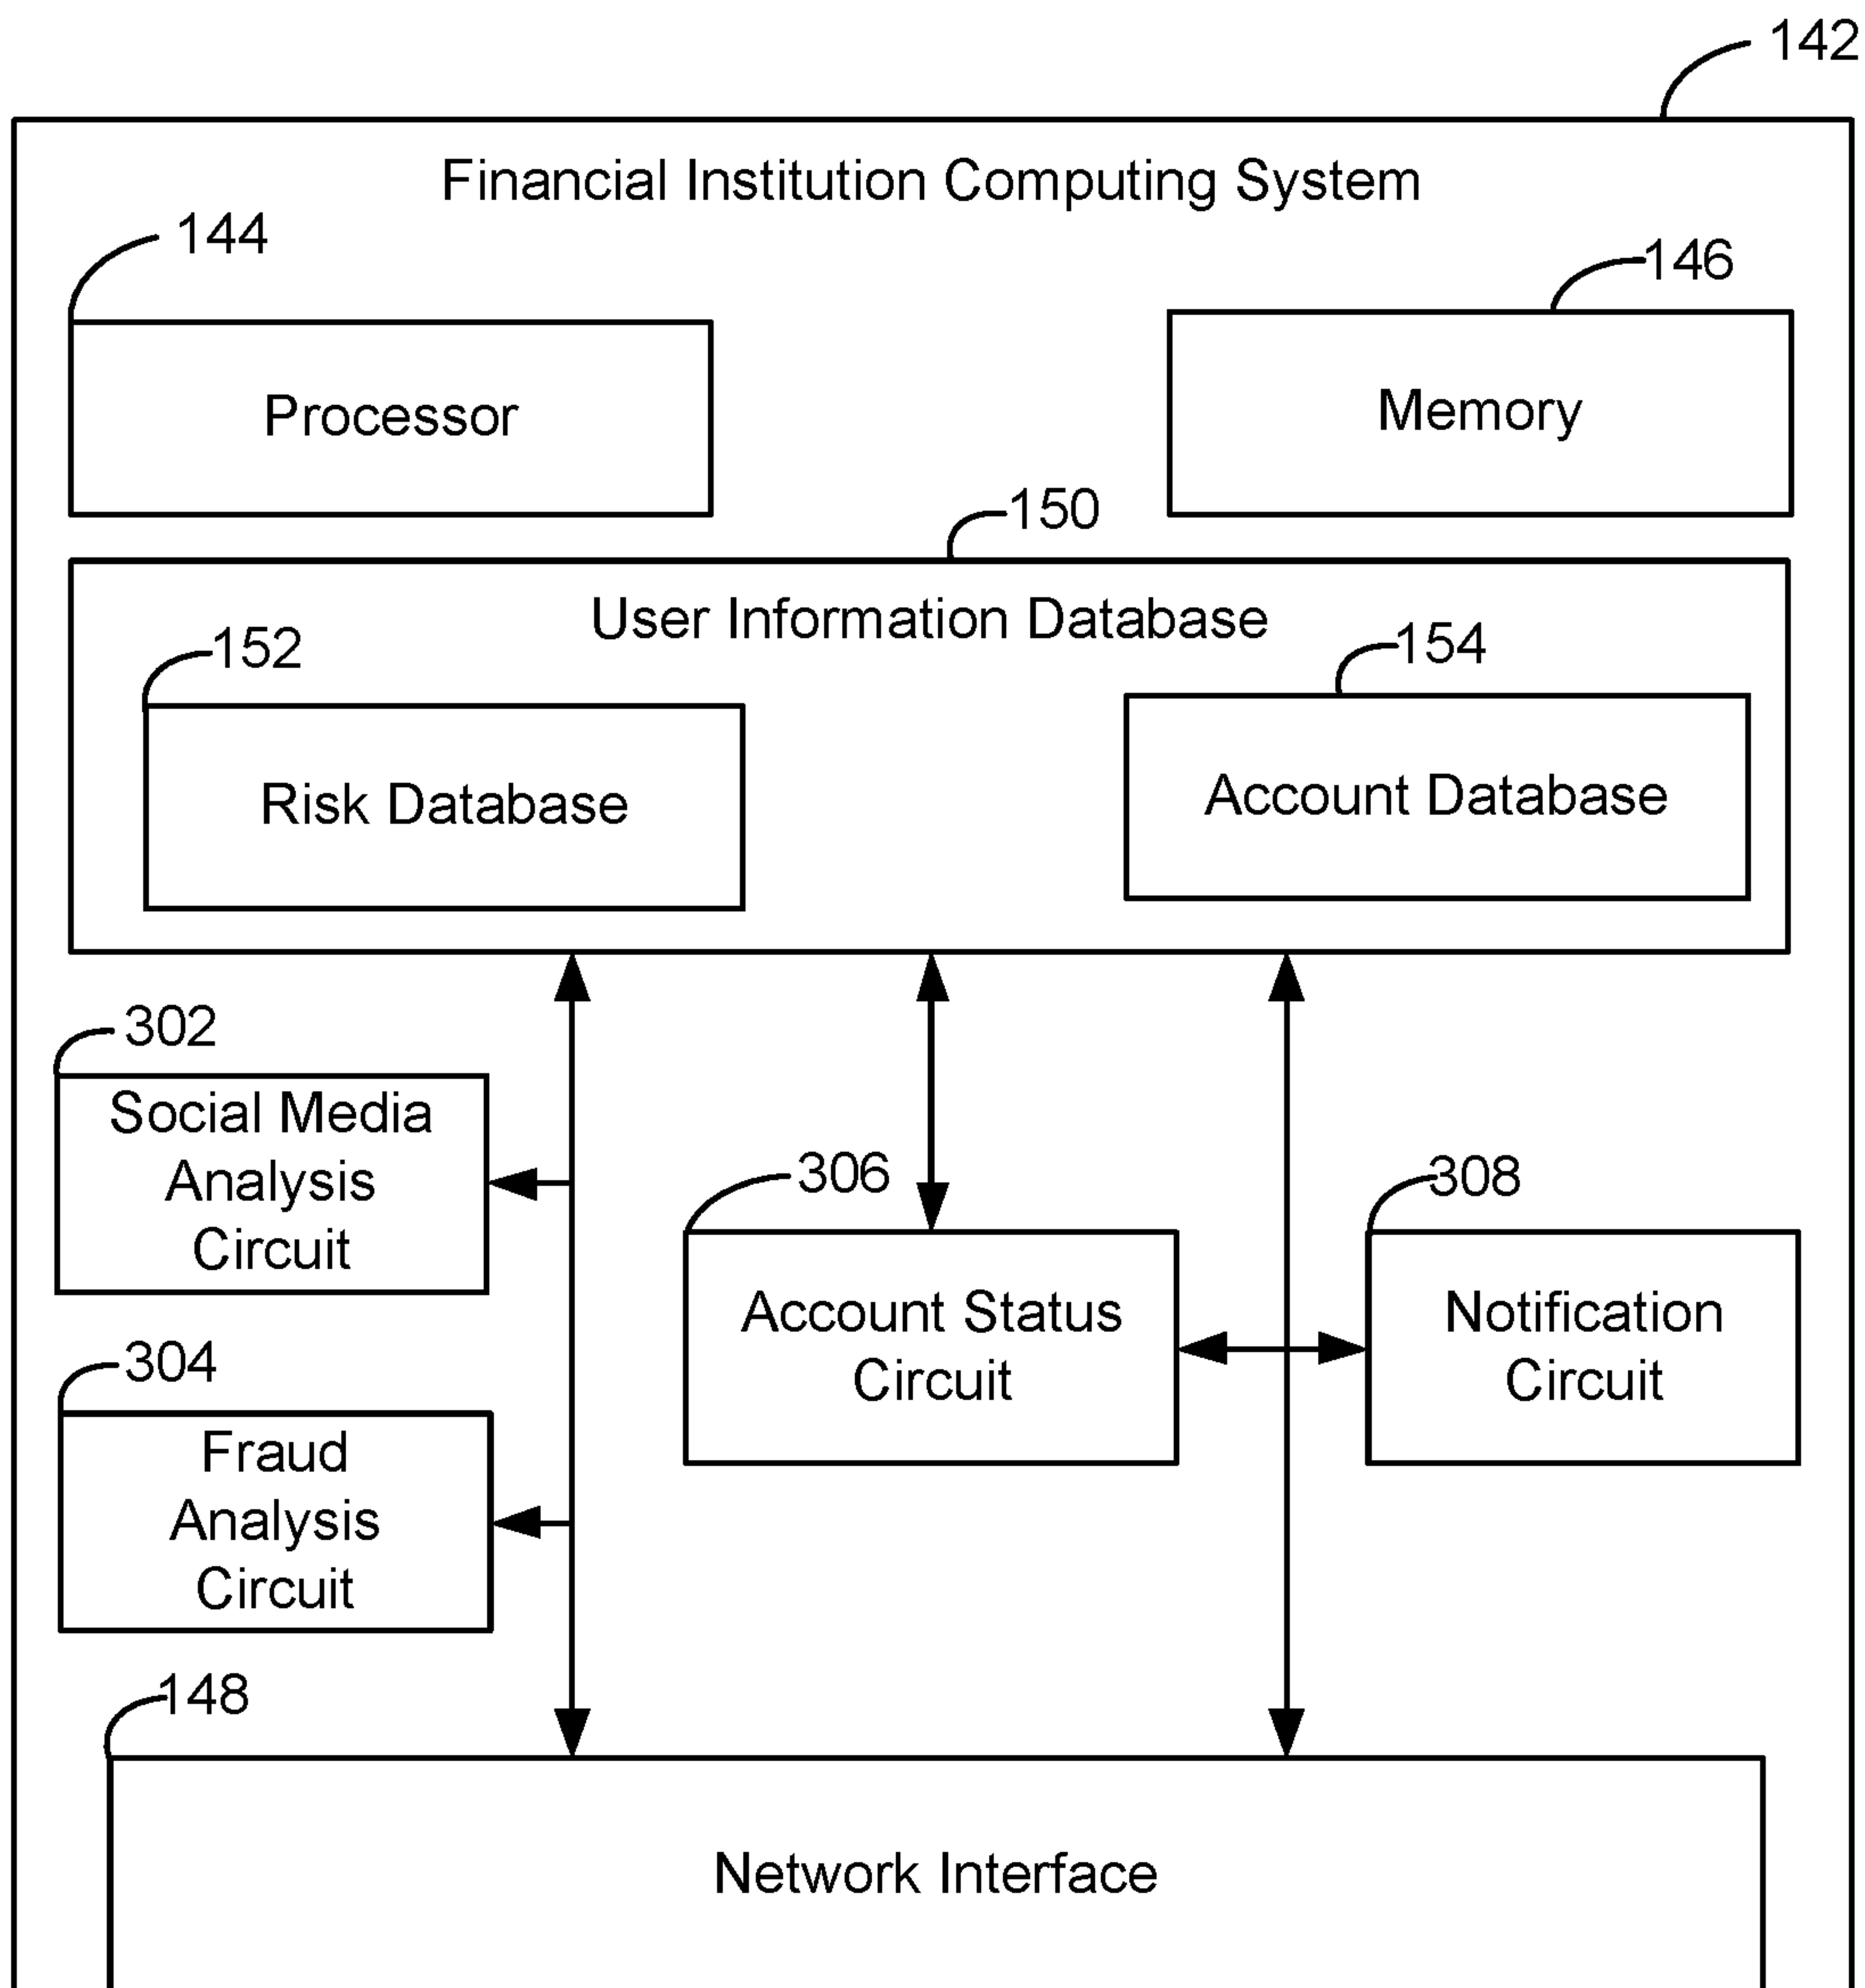 142
Financial Institution Computing System
144
146
Processor
Memory
150
User Information Database
152
154
Risk Database
Account Database
302
Social Media
Analysis
Circuit
306
308
Account Status
Circuit
Notification
Circuit
304
Fraud
Analysis
Circuit
148
Network Interface